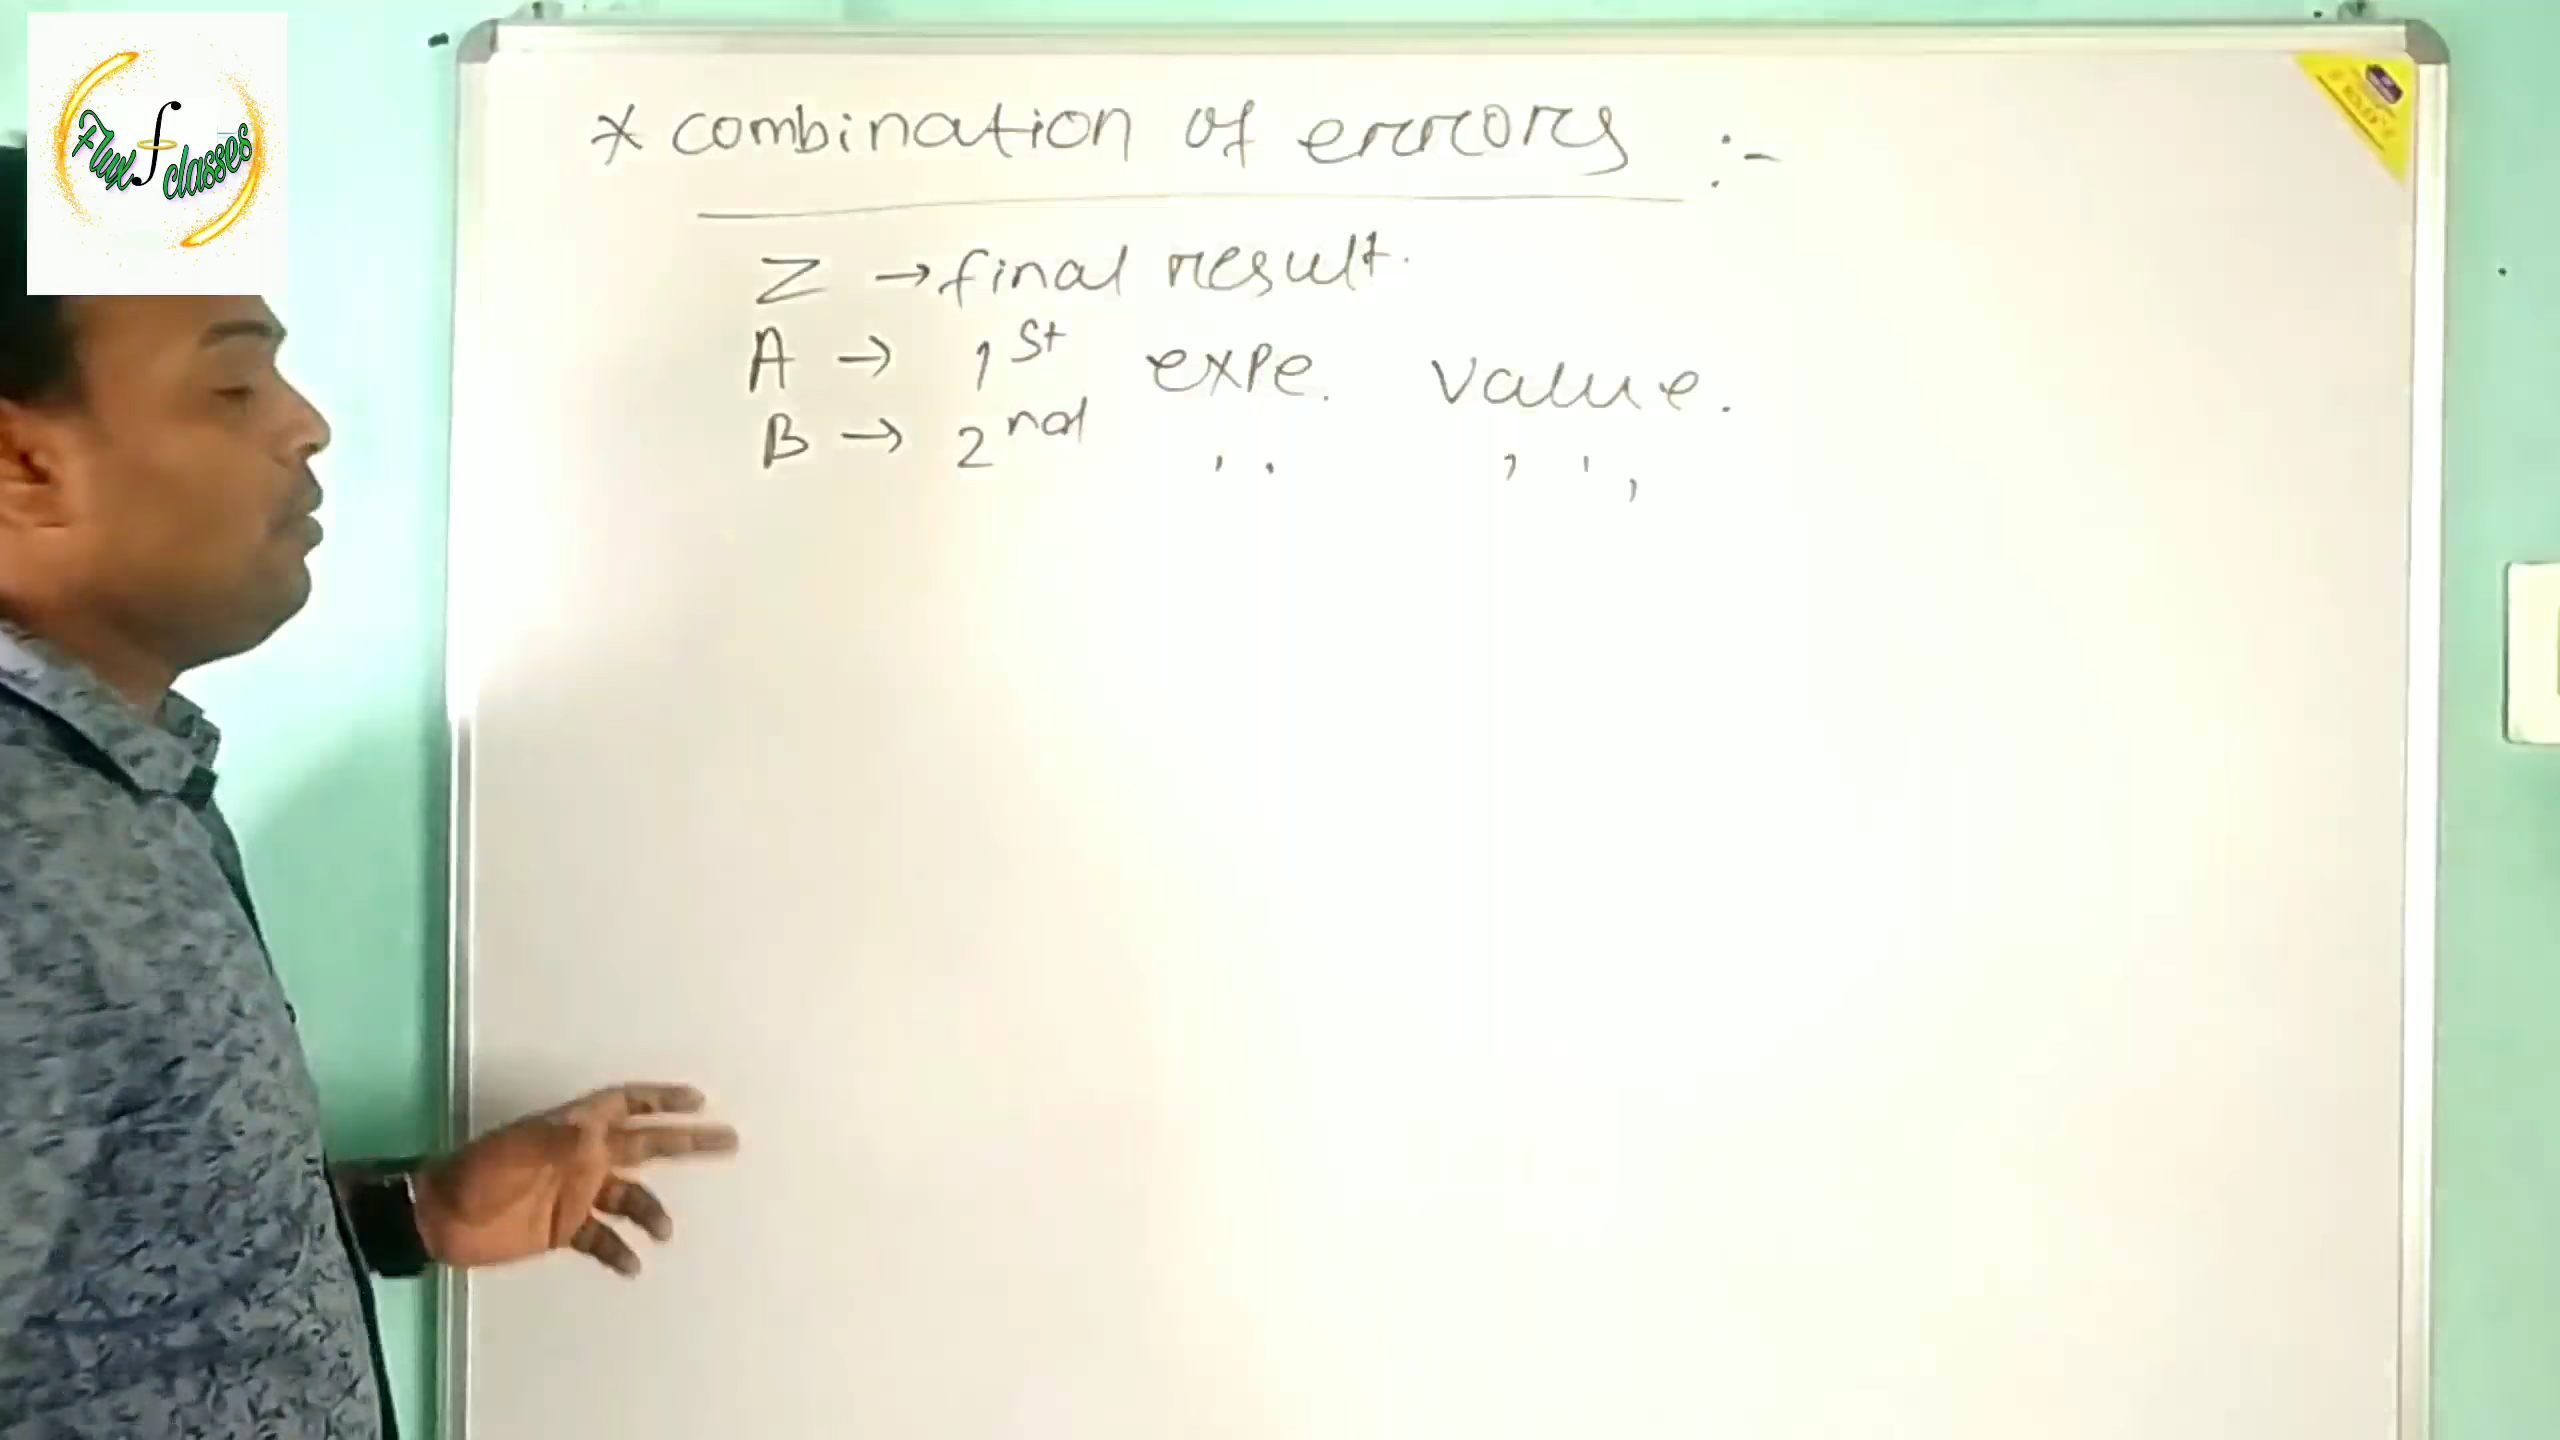 Flux classes
* combination of errors :-
Z → final result.
A → 1st expe. value.
B → 2nd ,, ,,